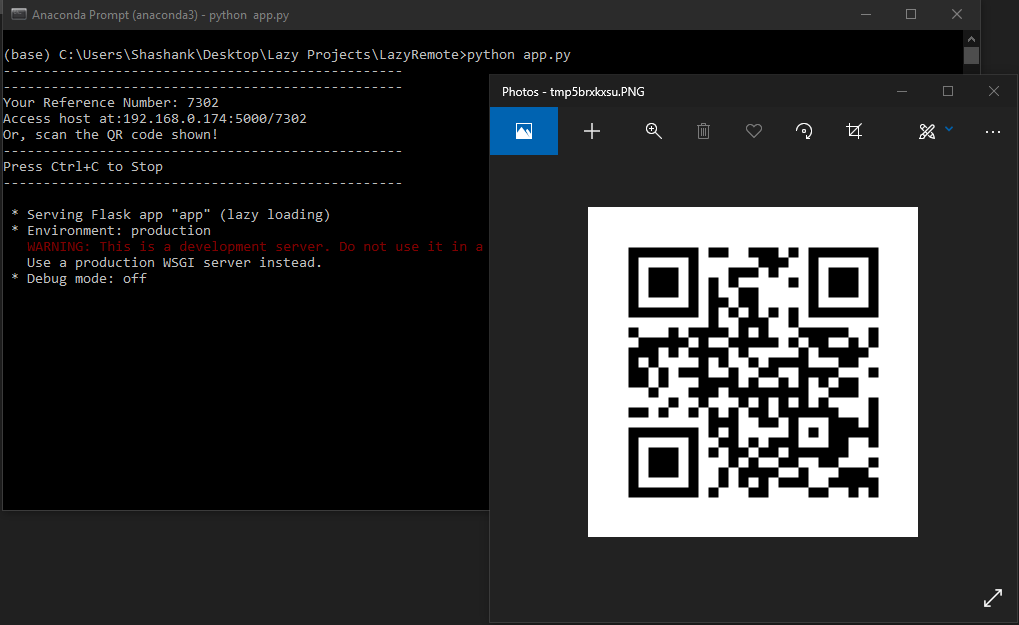 Anaconda Prompt (anaconda3) - python  app.py
(base) C:\Users\Shashank\Desktop\Lazy Projects\LazyRemote>python app.py
--------------------------------------------------
--------------------------------------------------
Your Reference Number: 7302
Access host at:192.168.0.174:5000/7302
Or, scan the QR code shown!
--------------------------------------------------
Press Ctrl+C to Stop
--------------------------------------------------
* Serving Flask app "app" (lazy loading)
* Environment: production
WARNING: This is a development server. Do not use it in a
Use a production WSGI server instead.
* Debug mode: off
Photos - tmp5brxkxsu.PNG